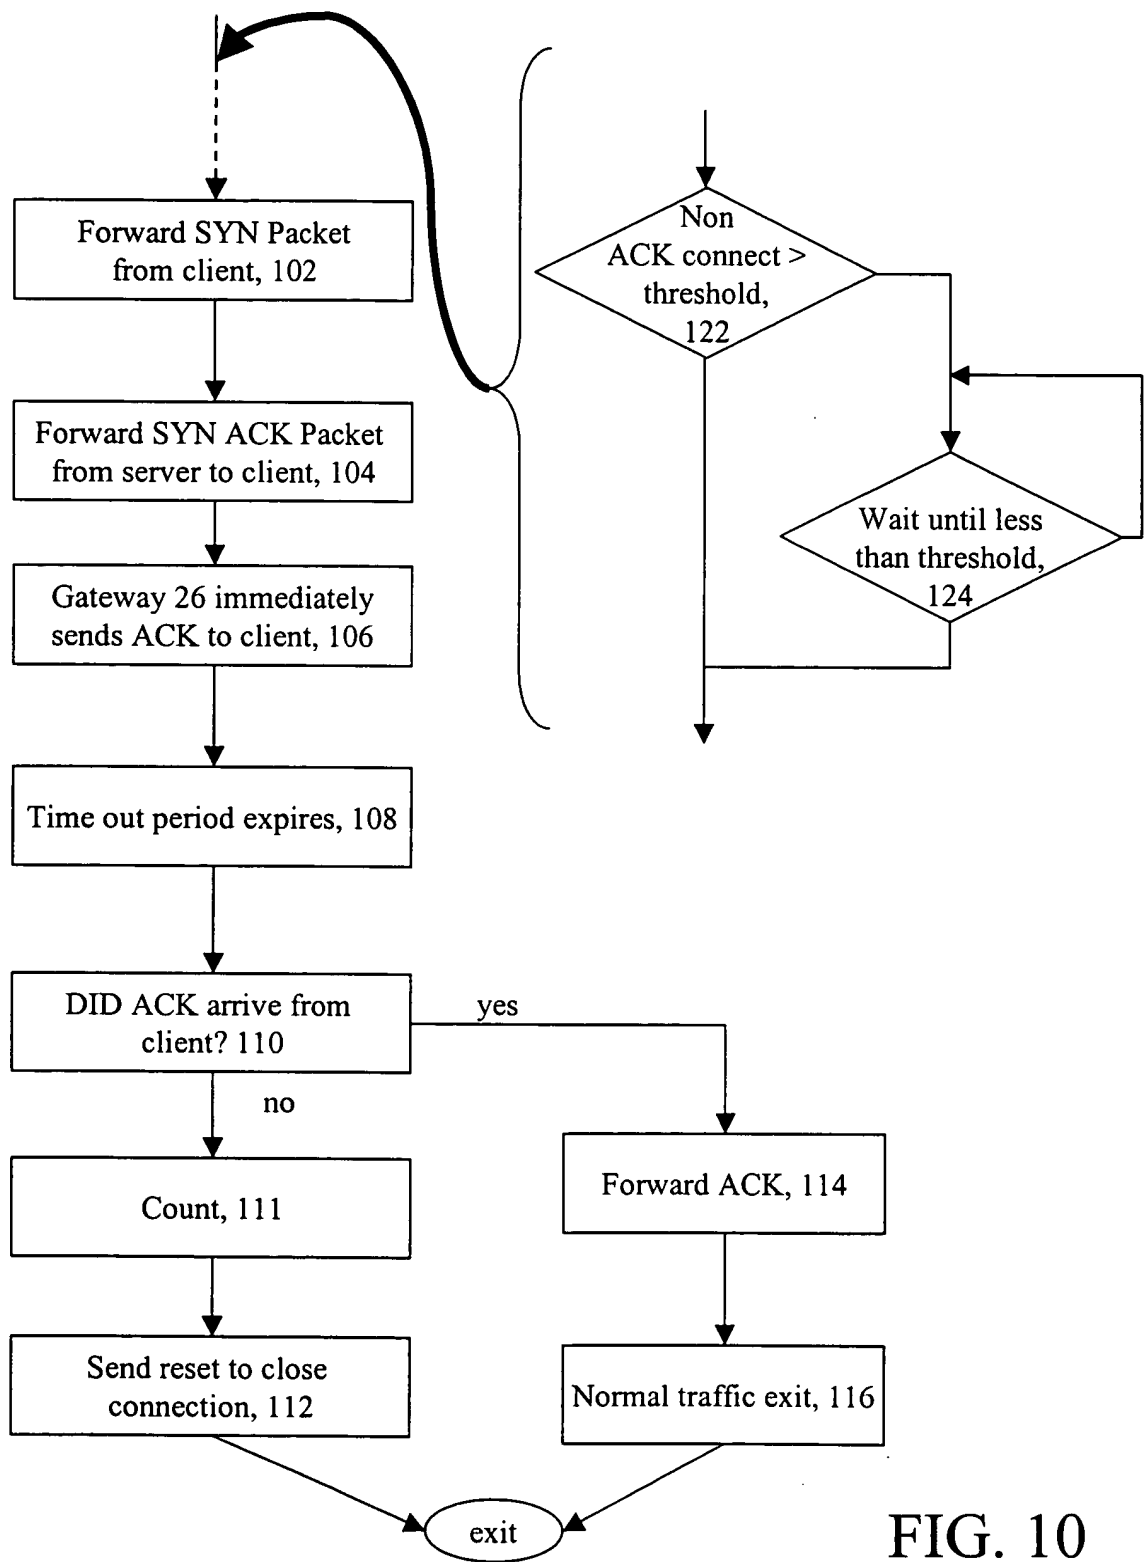 Forward SYN Packet
from client, 102
Forward SYN ACK Packet
from server to client, 104
Gateway 26 immediately
sends ACK to client, 106
Time out period expires, 108
DID ACK arrive from
client? 110
yes
no
Count, 111
Send reset to close
connection, 112
Forward ACK, 114
Normal traffic exit, 116
exit
Non
ACK connect >
threshold,
122
Wait until less
than threshold,
124
FIG. 10